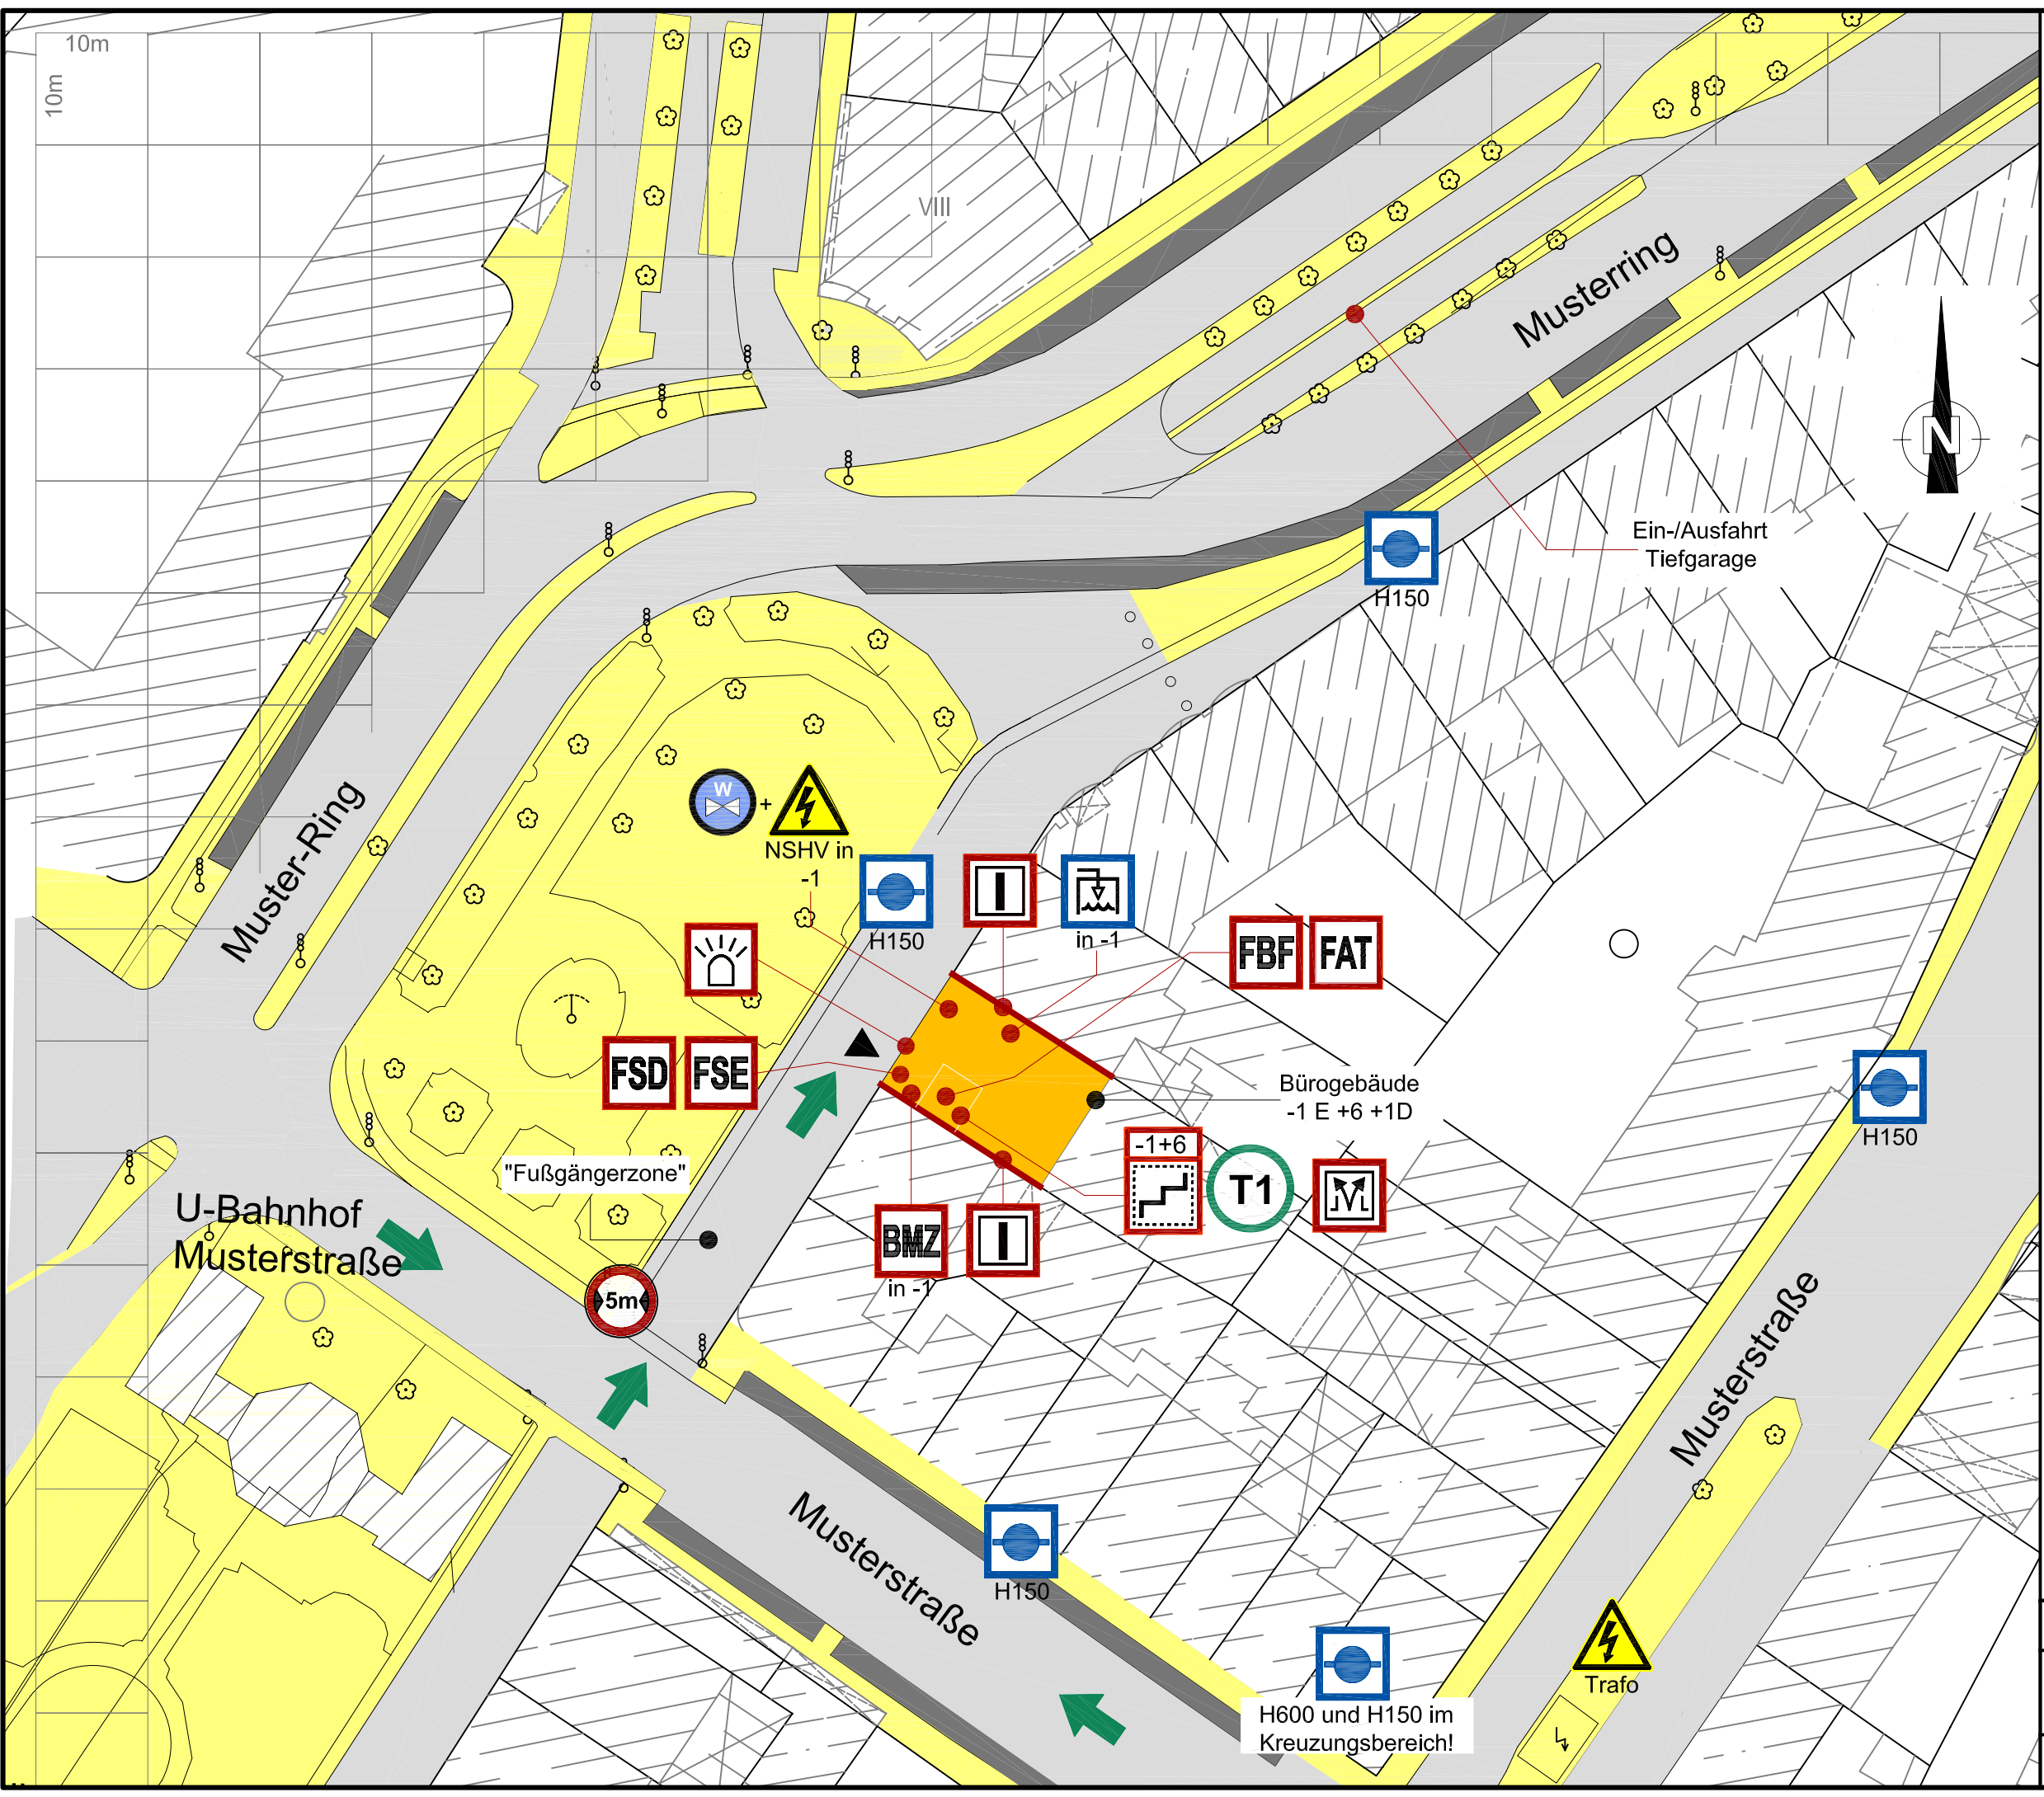 10m
10m
VIII
Musterring
N
Ein-/Ausfahrt
Tiefgarage
H150
Muster-Ring
W
+
NSHV in
-1
H150
in -1
FBF
FAT
FSD
FSE
Bürogebäude
-1 E +6 +1D
H150
"Fußgängerzone"
-1+6
T1
U-Bahnhof
Musterstraße
BMZ
in -1
5m
Musterstraße
Musterstraße
H150
Trafo
H600 und H150 im
Kreuzungsbereich!